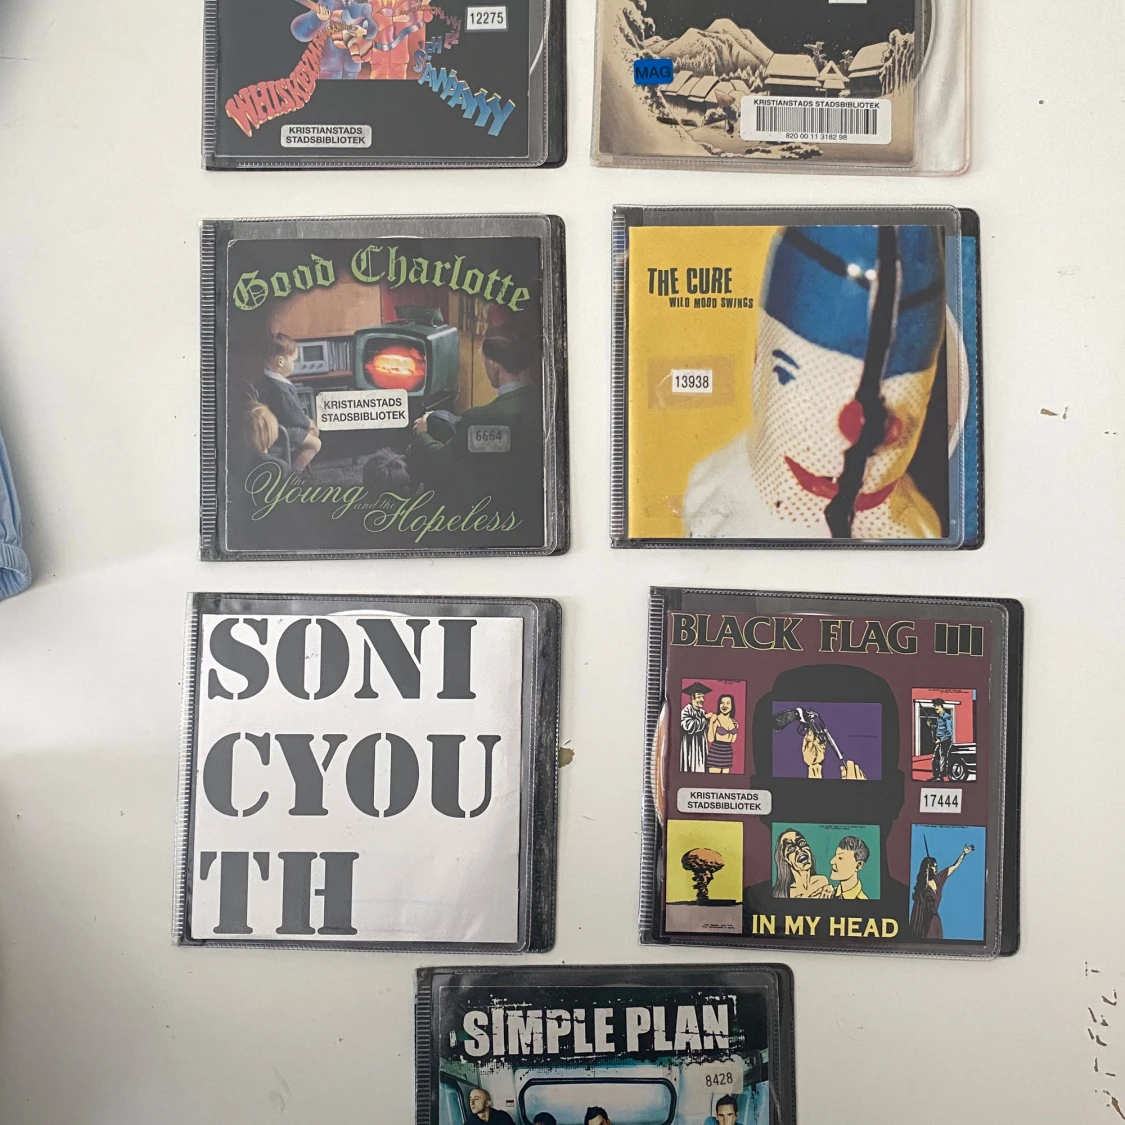 12275
KRISTIANSTADS
STADSBIBLIOTEK
MAG
KRISTIANSTADS STADSBIBLIOTEK
820 00 11 3182 98
Good Charlotte
KRISTIANSTADS
STADSBIBLIOTEK
6664
the
Young and the Hopeless
THE CURE
WILD MOOD SWINGS
13938
SONI
CYOU
TH
BLACK FLAG
KRISTIANSTADS
STADSBIBLIOTEK
17444
IN MY HEAD
SIMPLE PLAN
8428